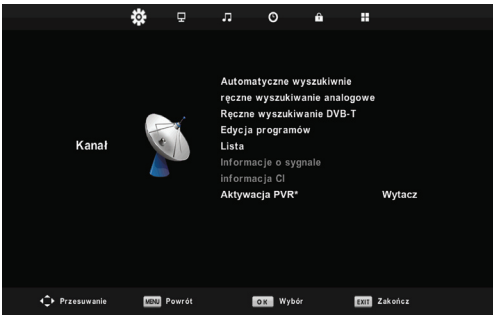 Automatyczne wyszukiwnie
ręczne wyszukiwanie analogowe
Ręczne wyszukiwanie DVB-T
Edycja programów
Kanał
Lista
Informacje o sygnale
informacja CI
Aktywacja PVR* Wytacz
Przesuwanie MENU Powrót OK Wybór EXIT Zakończ